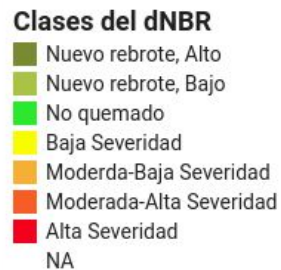 Clases del dNBR
Nuevo rebrote, Alto
Nuevo rebrote, Bajo
No quemado
Baja Severidad
Moderda-Baja Severidad
Moderada-Alta Severidad
Alta Severidad
NA